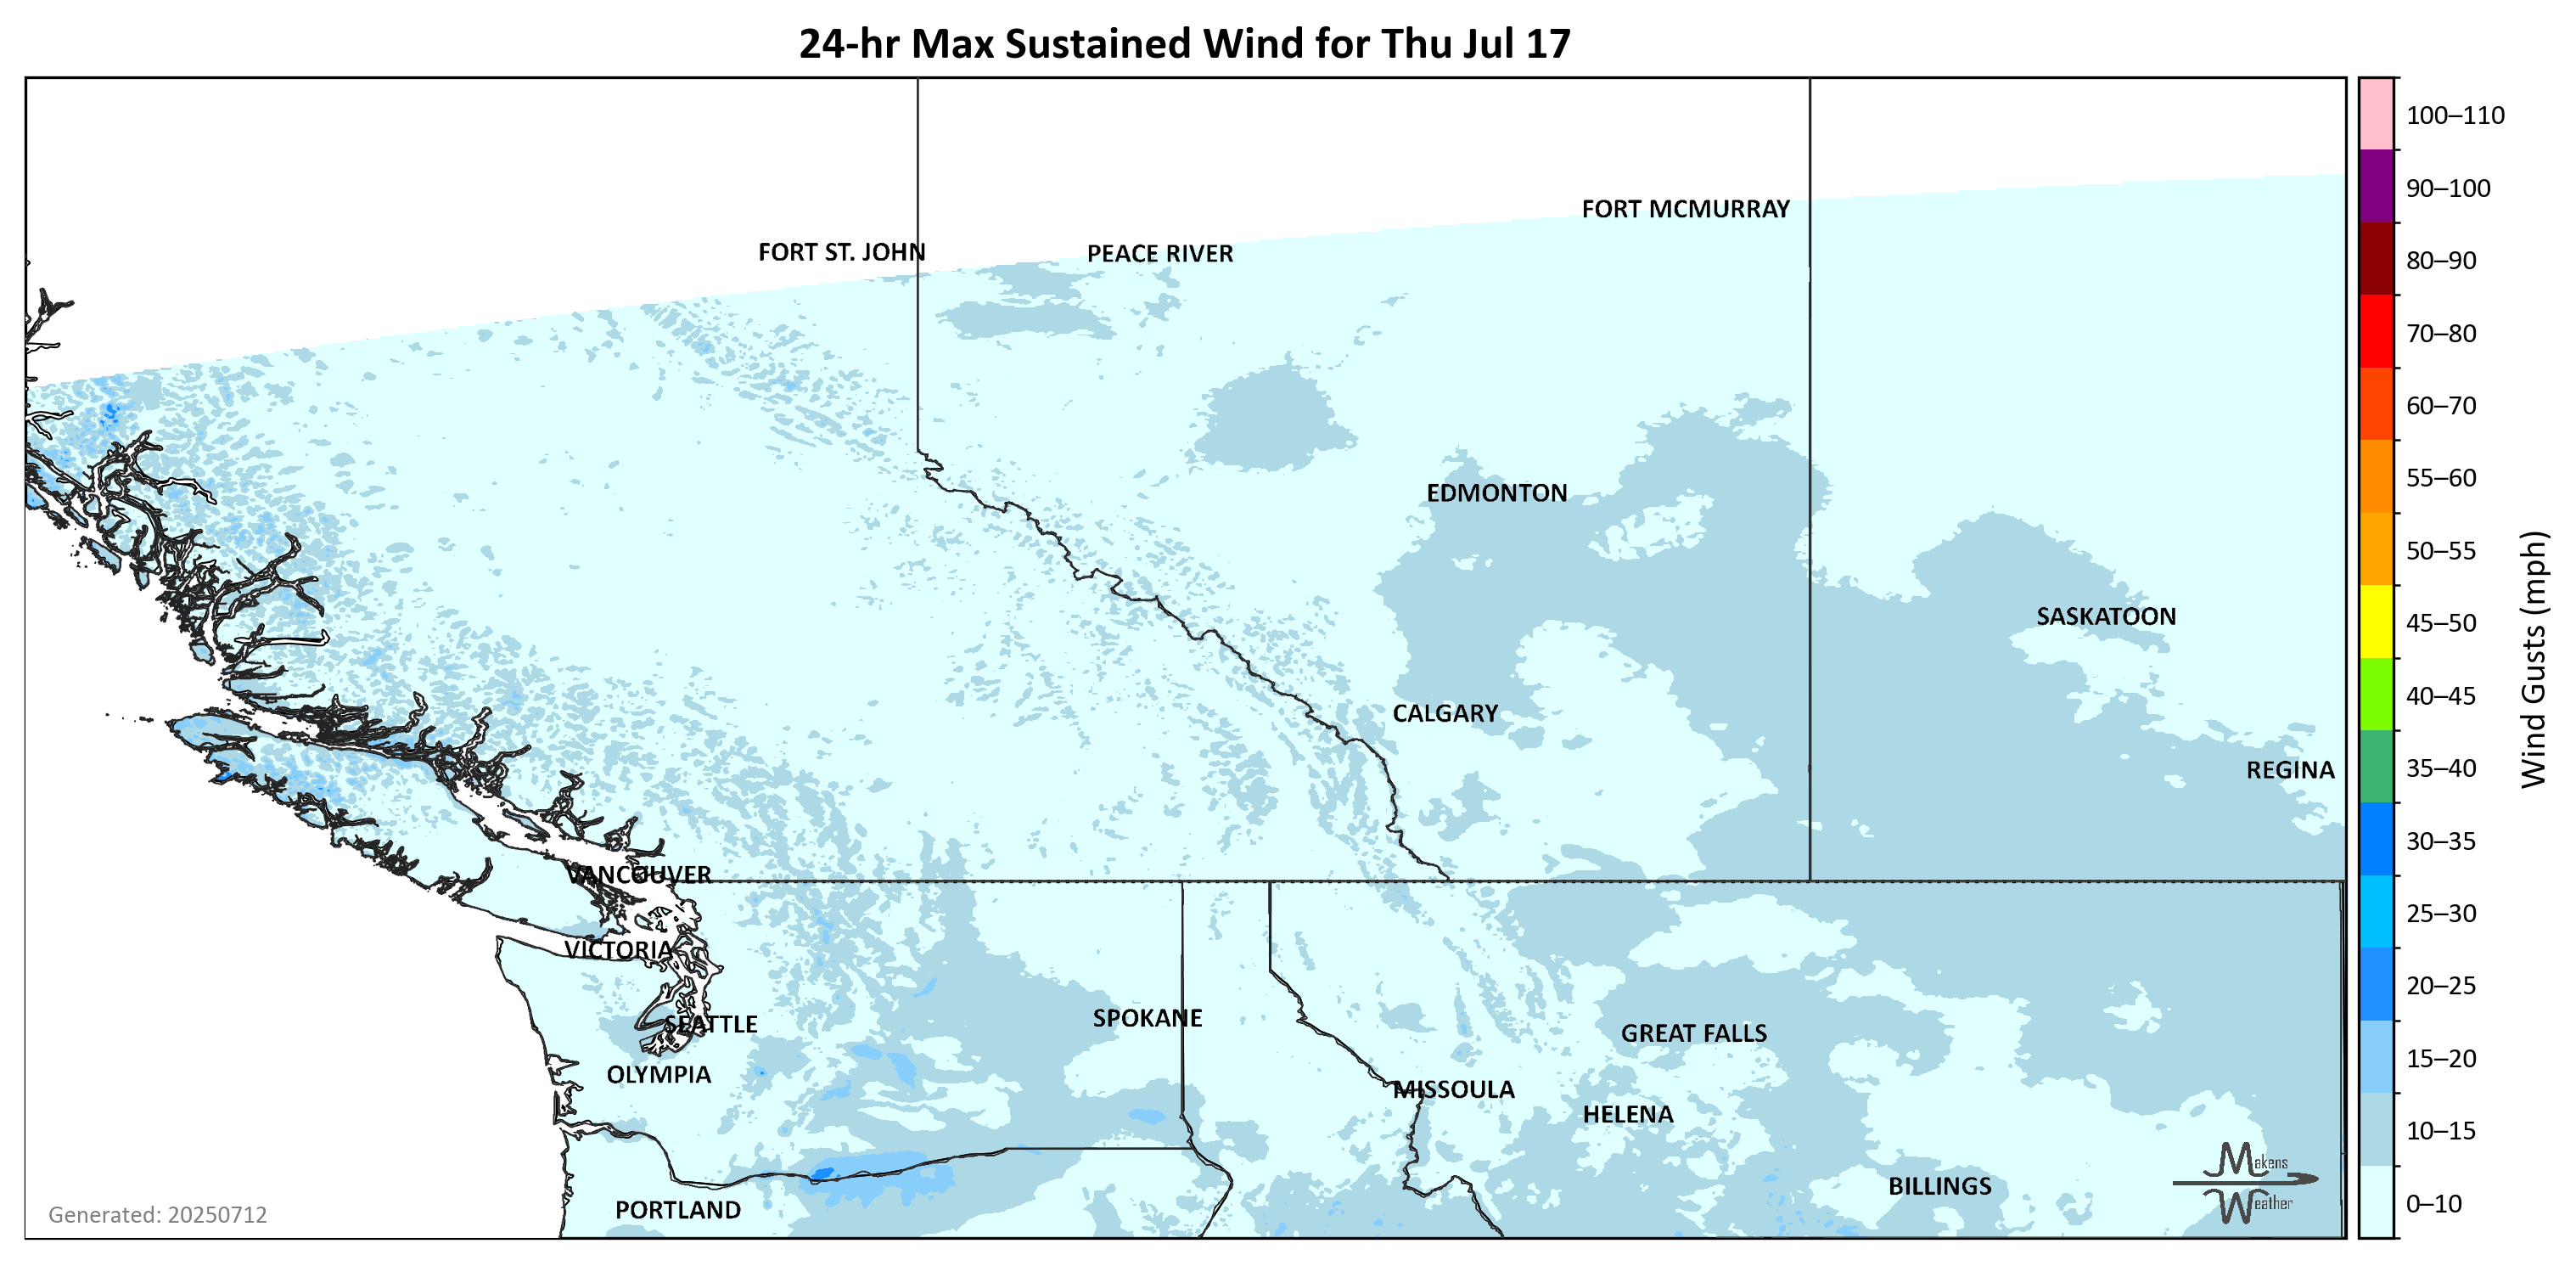 24-hr Max Sustained Wind for Thu Jul 17
100–110
90–100
80–90
70–80
60–70
55–60
50–55
45–50
40–45
35–40
30–35
25–30
20–25
15–20
10–15
0–10
Wind Gusts (mph)
FORT MCMURRAY
FORT ST. JOHN
PEACE RIVER
EDMONTON
SASKATOON
CALGARY
REGINA
VANCOUVER
VICTORIA
SEATTLE
SPOKANE
GREAT FALLS
OLYMPIA
MISSOULA
HELENA
BILLINGS
PORTLAND
Makens
Weather
Generated: 20250712